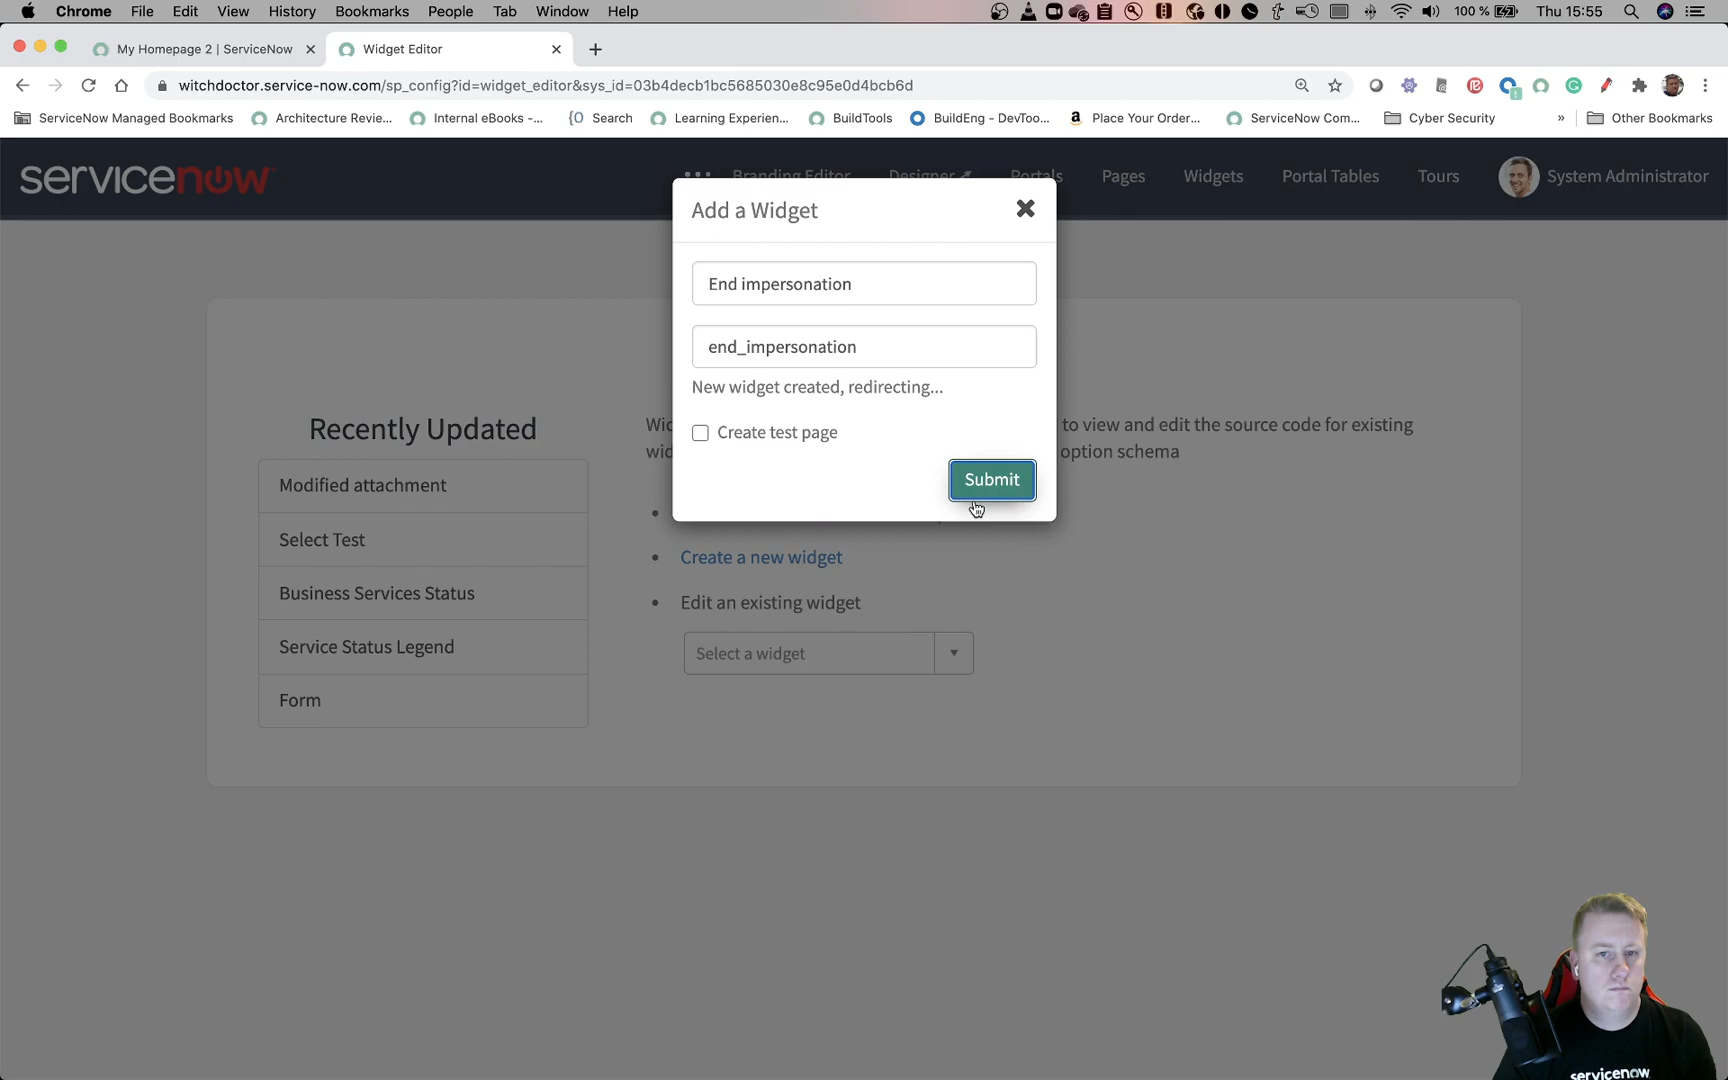 Chrome File Edit View History Bookmarks People Tab Window Help 100 % Thu 15:55
My Homepage 2 | ServiceNow Widget Editor
witchdoctor.service-now.com/sp_config?id=widget_editor&sys_id=03b4decb1bc5685030e8c95e0d4bcb6d
ServiceNow Managed Bookmarks Architecture Revie... Internal eBooks -... Search Learning Experien... BuildTools BuildEng - DevToo... Place Your Order... ServiceNow Com... Cyber Security » Other Bookmarks
servicenow Branding Editor Designer Portals Pages Widgets Portal Tables Tours System Administrator
Add a Widget
End impersonation
end_impersonation
New widget created, redirecting...
Create test page
Submit
Recently Updated
Modified attachment
Select Test
Business Services Status
Service Status Legend
Form
to view and edit the source code for existing
option schema
Create a new widget
Edit an existing widget
Select a widget
servicenow